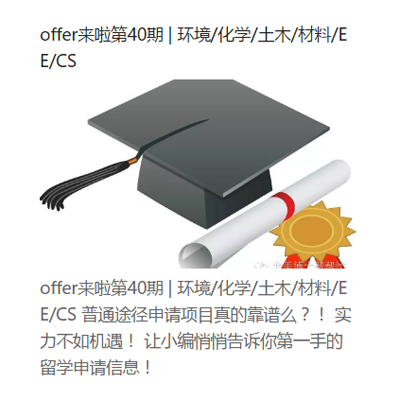 offer来啦第40期 | 环境/化学/土木/材料/E
E/CS
offer来啦第40期 | 环境/化学/土木/材料/E
E/CS 普通途径申请项目真的靠谱么？！ 实
力不如机遇！ 让小编悄悄告诉你第一手的
留学申请信息！